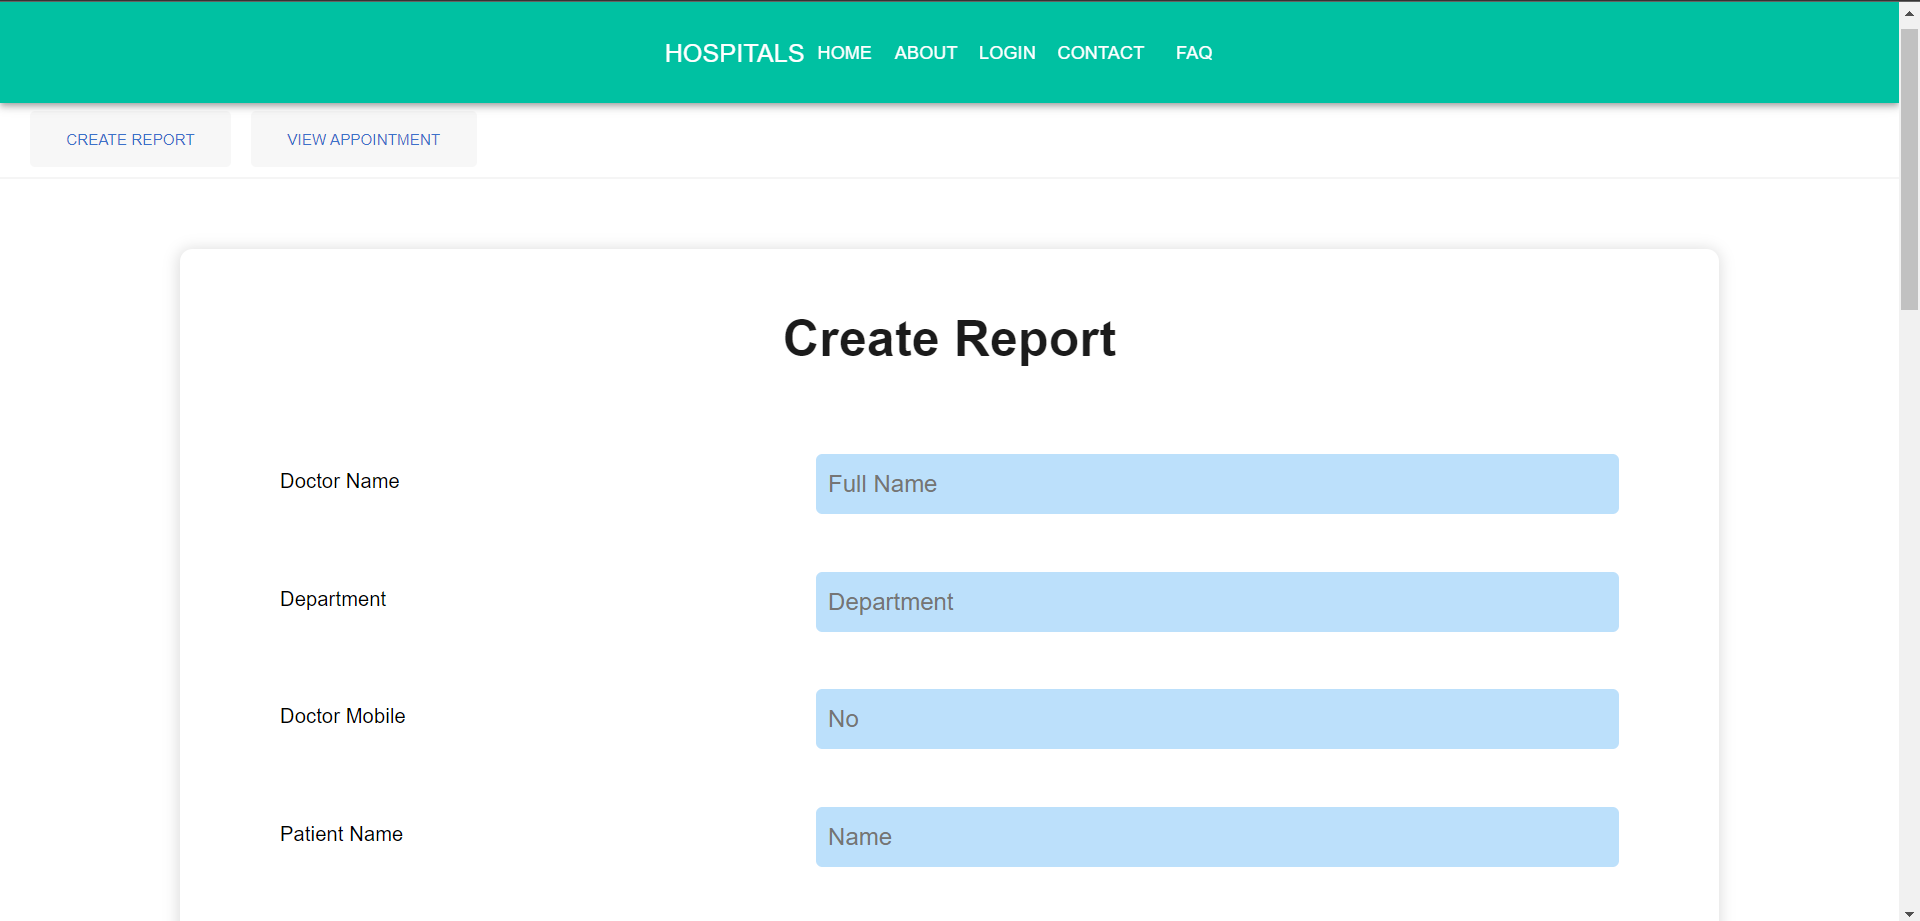 HOSPITALS HOME ABOUT LOGIN CONTACT FAQ
CREATE REPORT VIEW APPOINTMENT
Create Report
Doctor Name Full Name
Department Department
Doctor Mobile No
Patient Name Name